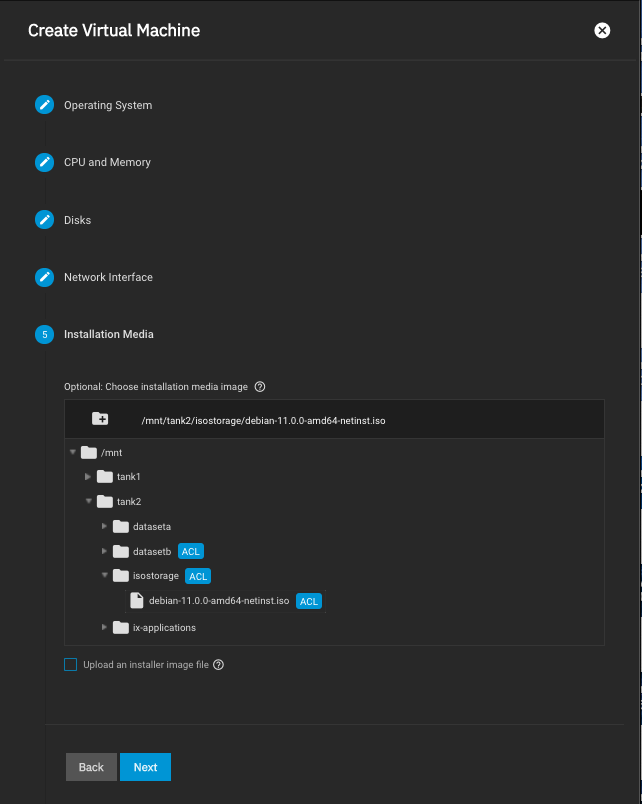 Create Virtual Machine
Operating System
CPU and Memory
Disks
Network Interface
5 Installation Media
Optional: Choose installation media image ?
/mnt/tank2/isostorage/debian-11.0.0-amd64-netinst.iso
/mnt
tank1
tank2
dataseta
datasetb ACL
isostorage ACL
debian-11.0.0-amd64-netinst.iso ACL
ix-applications
Upload an installer image file ?
Back Next